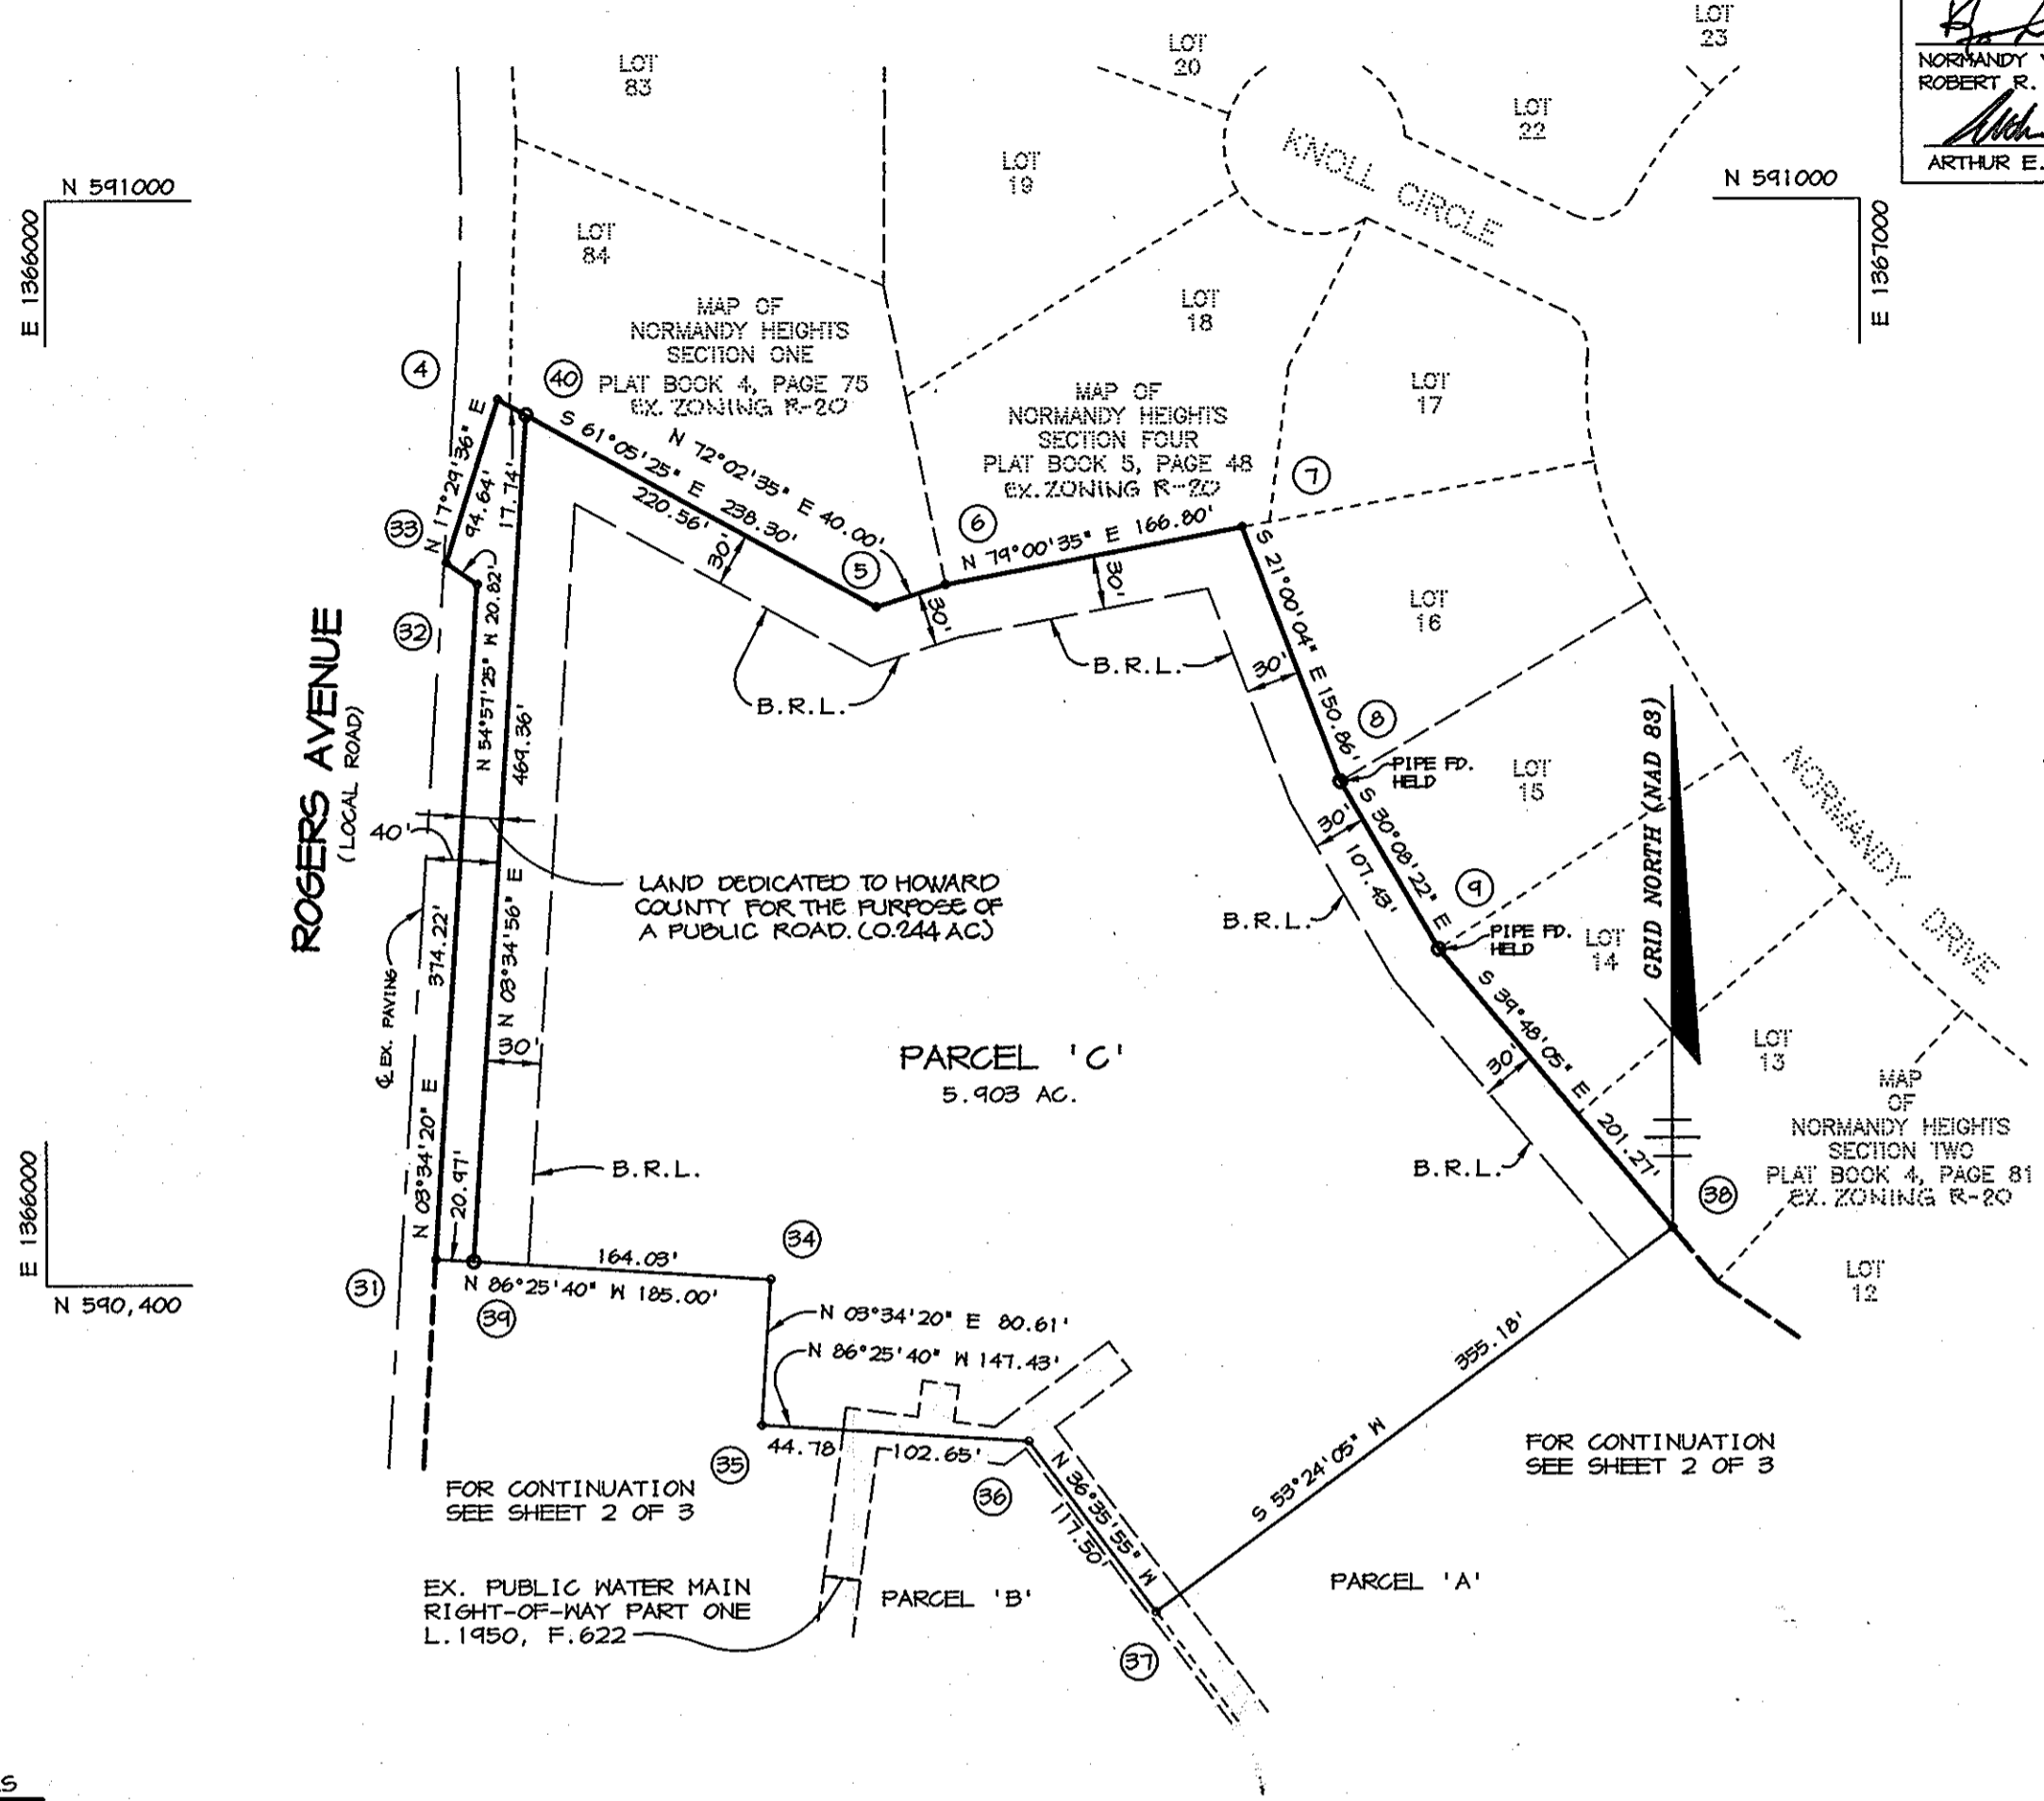 LOT
23
NORMANDY
ROBERT R.
ARTHUR E.
LOT
20
LOT
83
LOT
22
LOT
19
KNOLL CIRCLE
N 591000
E 1366000
N 591000
E 1367000
LOT
84
LOT
18
MAP OF
NORMANDY HEIGHTS
SECTION ONE
PLAT BOOK 4, PAGE 75
EX. ZONING R-20
MAP OF
NORMANDY HEIGHTS
SECTION FOUR
PLAT BOOK 5, PAGE 48
EX. ZONING R-20
LOT
17
4
40
7
6
5
33
32
N 17°29'36" E
94.64'
17.74'
S 61°05'25" E 238.30'
220.56'
N 72°02'35" E 40.00'
N 79°00'35" E 166.80'
30'
30'
30'
S 21°00'04" E 150.86'
30'
LOT
16
B.R.L.
B.R.L.
ROGERS AVENUE
(LOCAL ROAD)
N 54°57'25" W 20.82'
469.36'
N 03°34'56" E
40'
LAND DEDICATED TO HOWARD
COUNTY FOR THE PURPOSE OF
A PUBLIC ROAD. (0.244 AC)
8
PIPE FD.
HELD
LOT
15
S 30°08'22" E
107.43'
30'
B.R.L.
9
PIPE FD.
HELD
LOT
14
GRID NORTH (NAD 83)
NORMANDY DRIVE
374.22'
N 03°34'20" E
℄ EX. PAVING
30'
PARCEL 'C'
5.903 AC.
S 39°48'05" E 201.27'
30'
LOT
13
MAP
OF
NORMANDY HEIGHTS
SECTION TWO
PLAT BOOK 4, PAGE 81
EX. ZONING R-20
B.R.L.
B.R.L.
38
E 1366000
N 590,400
20.97'
31
39
164.03'
N 86°25'40" W 185.00'
34
N 03°34'20" E 80.61'
N 86°25'40" W 147.43'
44.78'
102.65'
35
36
LOT
12
355.18'
S 53°24'05" W
N 36°35'55" W
117.50'
37
FOR CONTINUATION
SEE SHEET 2 OF 3
FOR CONTINUATION
SEE SHEET 2 OF 3
EX. PUBLIC WATER MAIN
RIGHT-OF-WAY PART ONE
L.1950, F.622
PARCEL 'B'
PARCEL 'A'